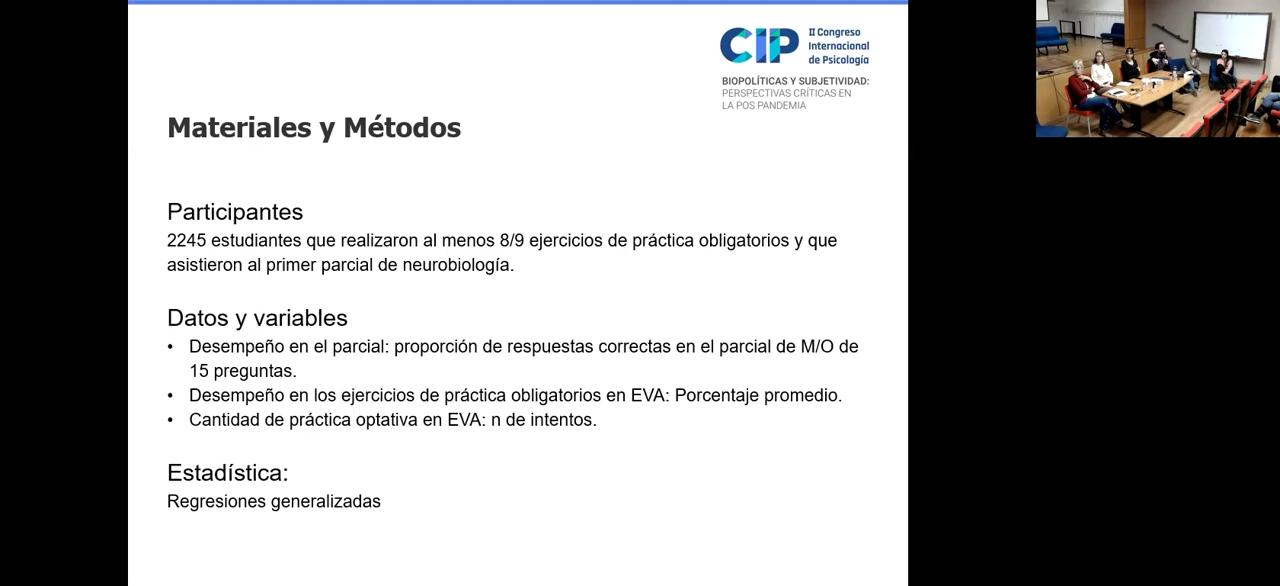 CIP
II Congreso
Internacional
de Psicología
BIOPOLÍTICAS Y SUBJETIVIDAD:
PERSPECTIVAS CRÍTICAS EN
LA POS PANDEMIA
Materiales y Métodos
Participantes
2245 estudiantes que realizaron al menos 8/9 ejercicios de práctica obligatorios y que
asistieron al primer parcial de neurobiología.
Datos y variables
• Desempeño en el parcial: proporción de respuestas correctas en el parcial de M/O de
15 preguntas.
• Desempeño en los ejercicios de práctica obligatorios en EVA: Porcentaje promedio.
• Cantidad de práctica optativa en EVA: n de intentos.
Estadística:
Regresiones generalizadas